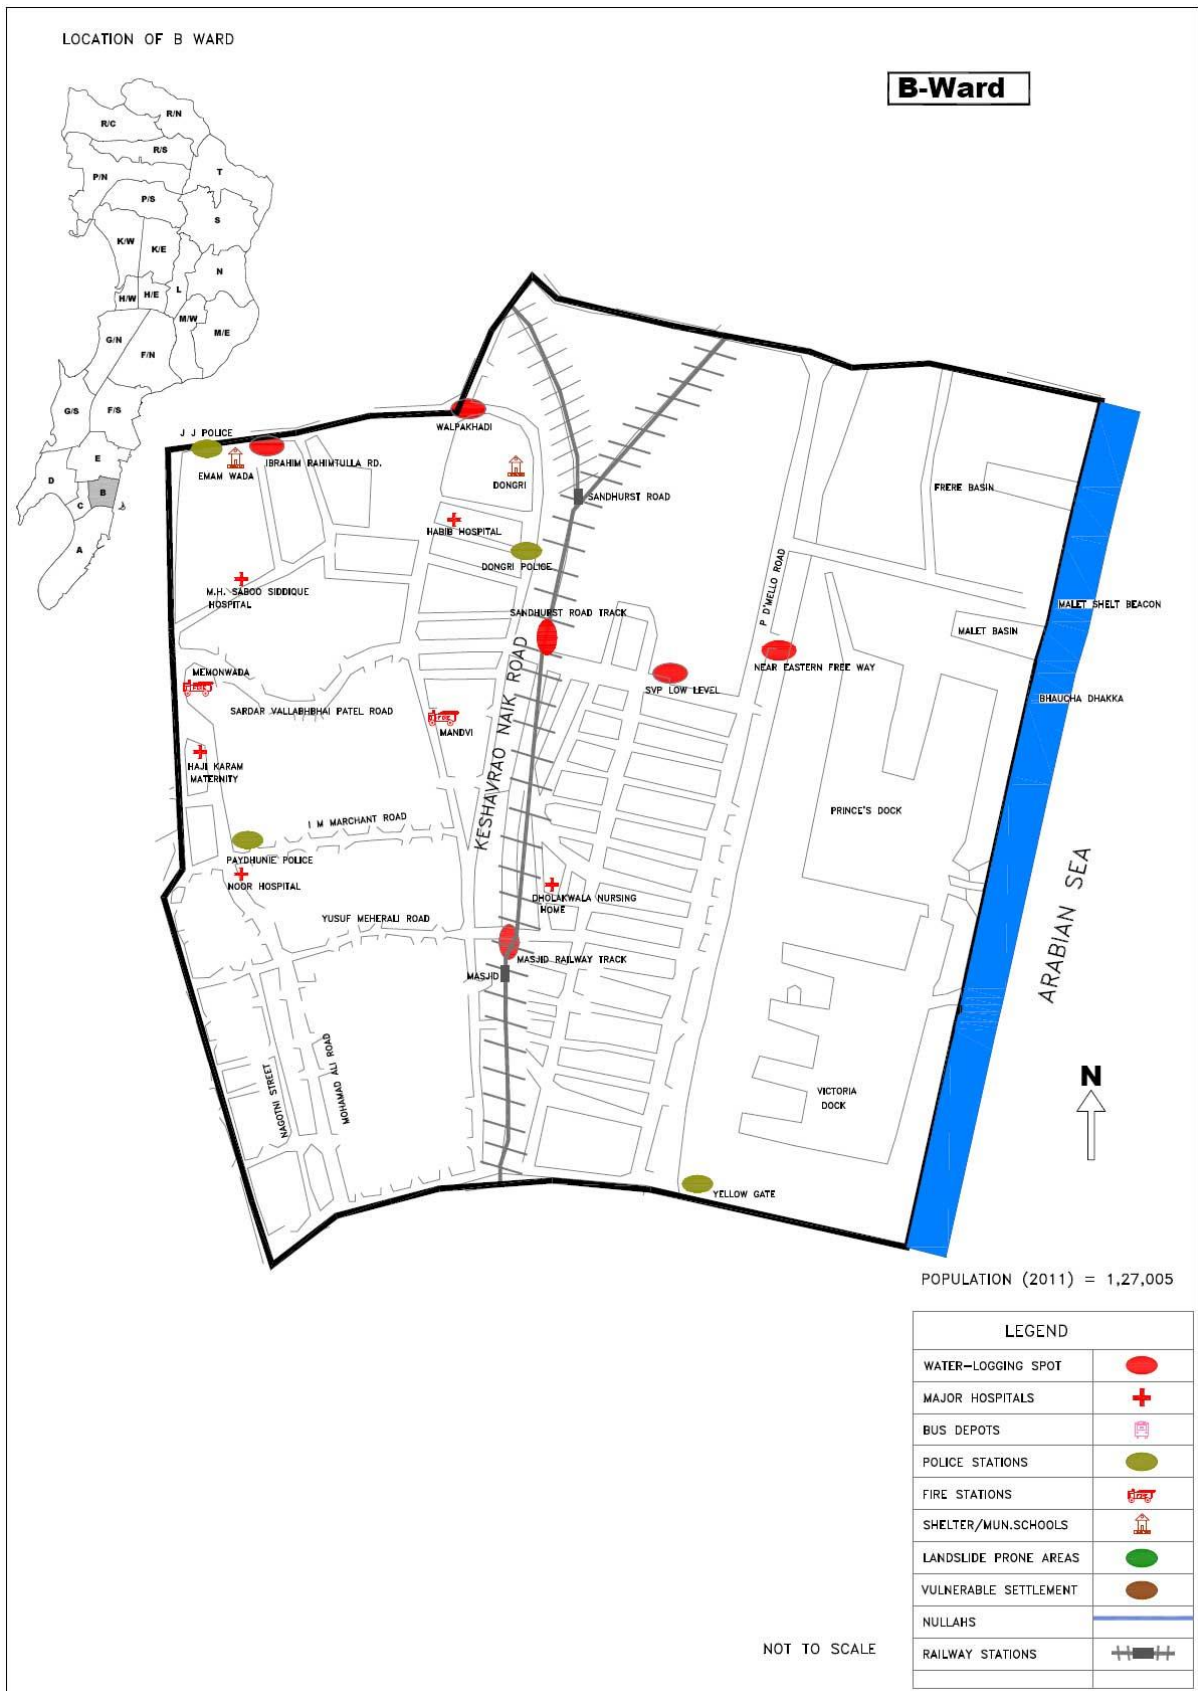 LOCATION OF B WARD
B-Ward
R/N
R/C
R/S
T
P/N
P/S
S
K/W
K/E
N
L
H/W
H/E
M/W
M/E
G/N
F/N
G/S
F/S
E
D
B
C
A
J J POLICE
EMAM WADA
IBRAHIM RAHIMTULLA RD.
WALPAKHADI
DONGRI
SANDHURST ROAD
FRERE BASIN
HABIB HOSPITAL
DONGRI POLICE
M.H. SABOO SIDDIQUE
HOSPITAL
P D'MELLO ROAD
MALET SHELT BEACON
SANDHURST ROAD TRACK
MALET BASIN
NEAR EASTERN FREE WAY
MEMONWADA
SVP LOW LEVEL
BHAUCHA DHAKKA
SARDAR VALLABHBHAI PATEL ROAD
MANDVI
KESHAVRAO NAIK, ROAD
HAJI KARAM
MATERNITY
PRINCE'S DOCK
I M MARCHANT ROAD
PAYDHUNIE POLICE
NOOR HOSPITAL
DHOLAKWALA NURSING
HOME
ARABIAN SEA
YUSUF MEHERALI ROAD
MASJID RAILWAY TRACK
MASJID
NAGOTNI STREET
MOHAMAD ALI ROAD
VICTORIA
DOCK
N
YELLOW GATE
POPULATION (2011) = 1,27,005
LEGEND
WATER-LOGGING SPOT
MAJOR HOSPITALS
BUS DEPOTS
POLICE STATIONS
FIRE STATIONS
SHELTER/MUN.SCHOOLS
LANDSLIDE PRONE AREAS
VULNERABLE SETTLEMENT
NULLAHS
RAILWAY STATIONS
NOT TO SCALE